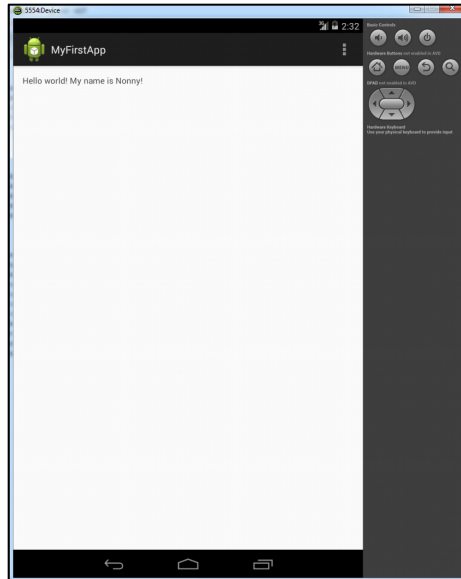 5554:Device
3G 2:32
MyFirstApp
Hello world! My name is Nonny!
Basic Controls
Hardware Buttons not enabled in AVD
MENU
DPAD not enabled in AVD
Hardware Keyboard
Use your physical keyboard to provide input